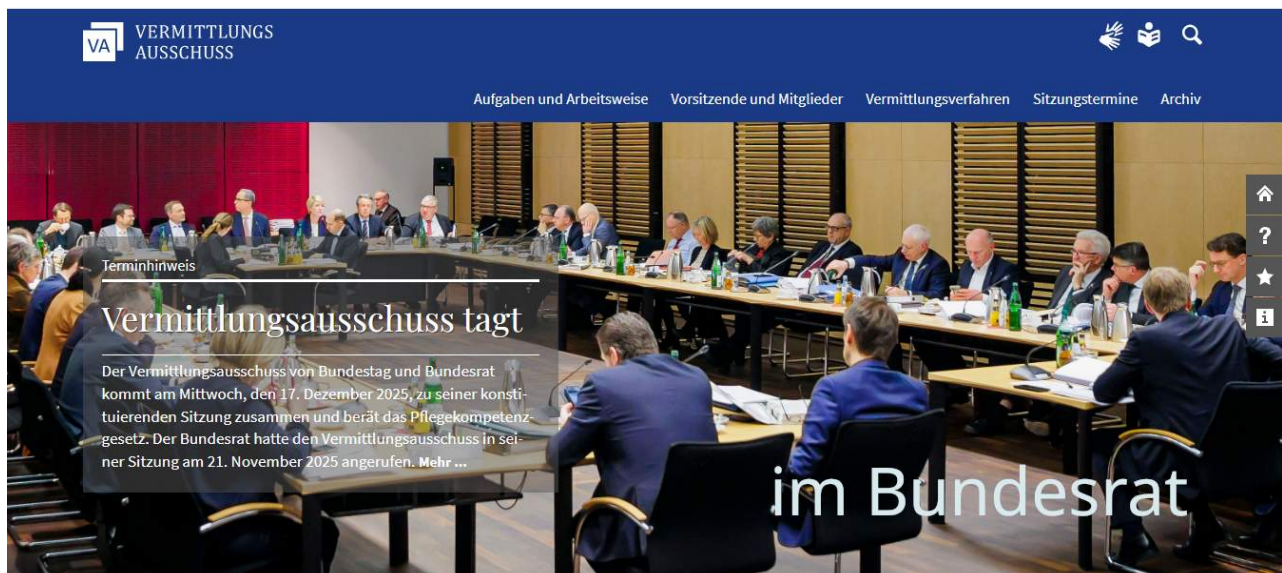 VA
VERMITTLUNGS
AUSSCHUSS
Aufgaben und Arbeitsweise Vorsitzende und Mitglieder Vermittlungsverfahren Sitzungstermine Archiv
Terminhinweis
Vermittlungsausschuss tagt
Der Vermittlungsausschuss von Bundestag und Bundesrat
kommt am Mittwoch, den 17. Dezember 2025, zu seiner konsti-
tuierenden Sitzung zusammen und berät das Pflegekompetenz-
gesetz. Der Bundesrat hatte den Vermittlungsausschuss in sei-
ner Sitzung am 21. November 2025 angerufen. Mehr ...
im Bundesrat